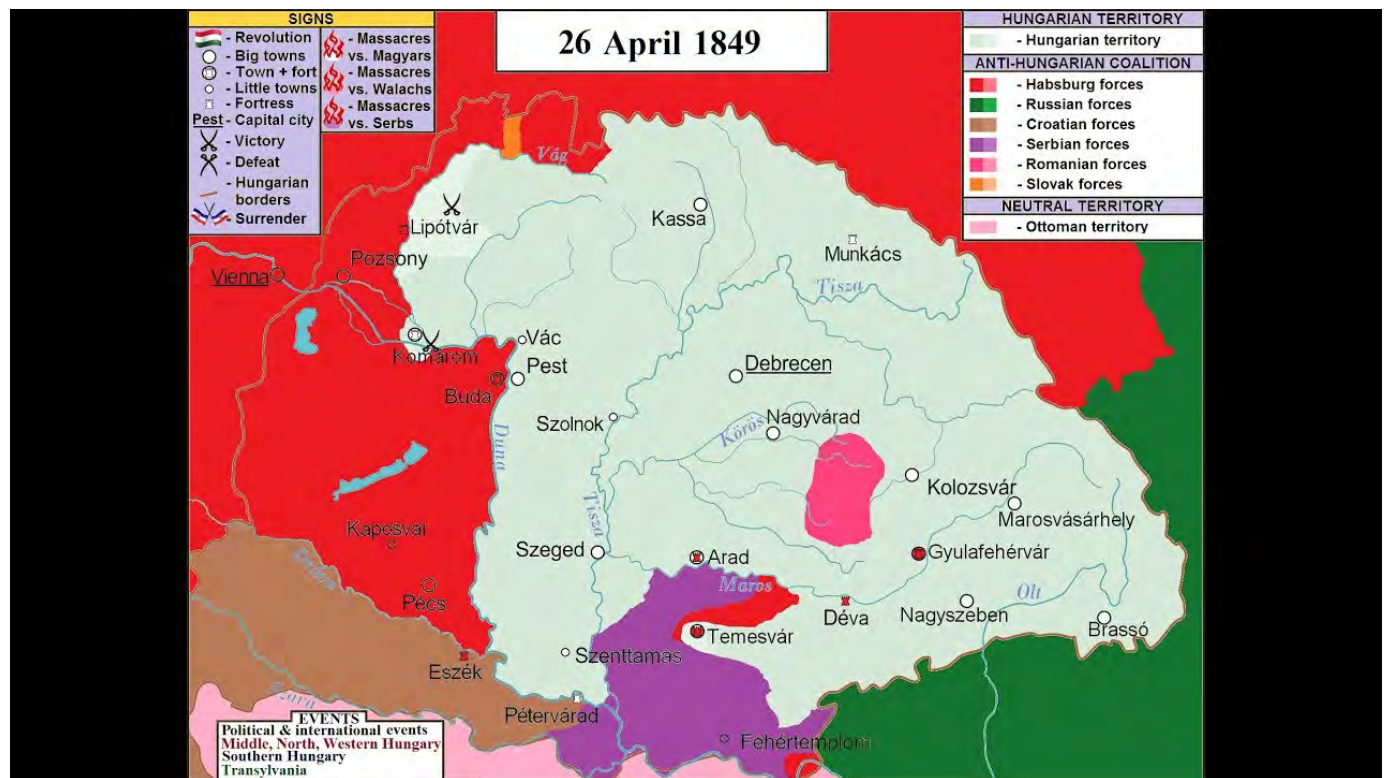 SIGNS
- Revolution
- Big towns
- Town + fort
- Little towns
- Fortress
Pest - Capital city
- Victory
- Defeat
- Hungarian
borders
- Surrender
- Massacres
vs. Magyars
- Massacres
vs. Walachs
- Massacres
vs. Serbs
26 April 1849
HUNGARIAN TERRITORY
- Hungarian territory
ANTI-HUNGARIAN COALITION
- Habsburg forces
- Russian forces
- Croatian forces
- Serbian forces
- Romanian forces
- Slovak forces
NEUTRAL TERRITORY
- Ottoman territory
Vág
Kassa
Lipótvár
Munkács
Pozsony
Vienna
Tisza
Komárom
Vác
Pest
Debrecen
Buda
Szolnok
Nagyvárad
Körös
Duna
Kolozsvár
Tisza
Marosvásárhely
Kaposvar
Szeged
Arad
Gyulafehérvár
Maros
Pécs
Déva
Nagyszeben
Olt
Brassó
Temesvár
Szenttamás
Eszék
Szava
Pétervárad
Fehértemplom
EVENTS
Political & international events
Middle, North, Western Hungary
Southern Hungary
Transylvania